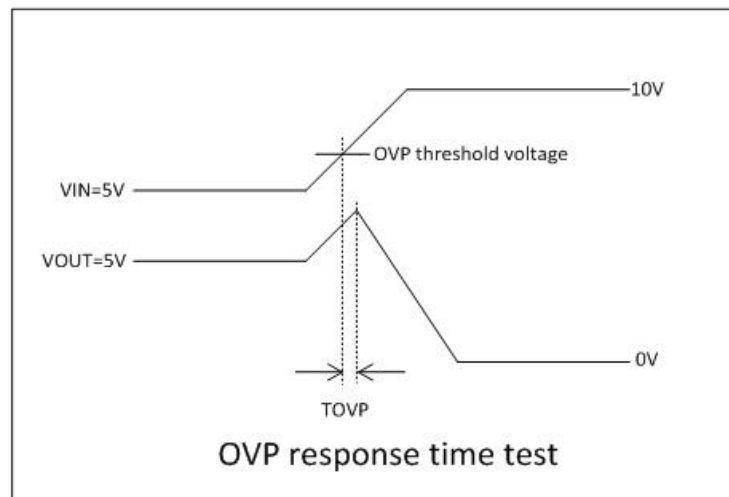 10V
OVP threshold voltage
VIN=5V
VOUT=5V
0V
TOVP
OVP response time test